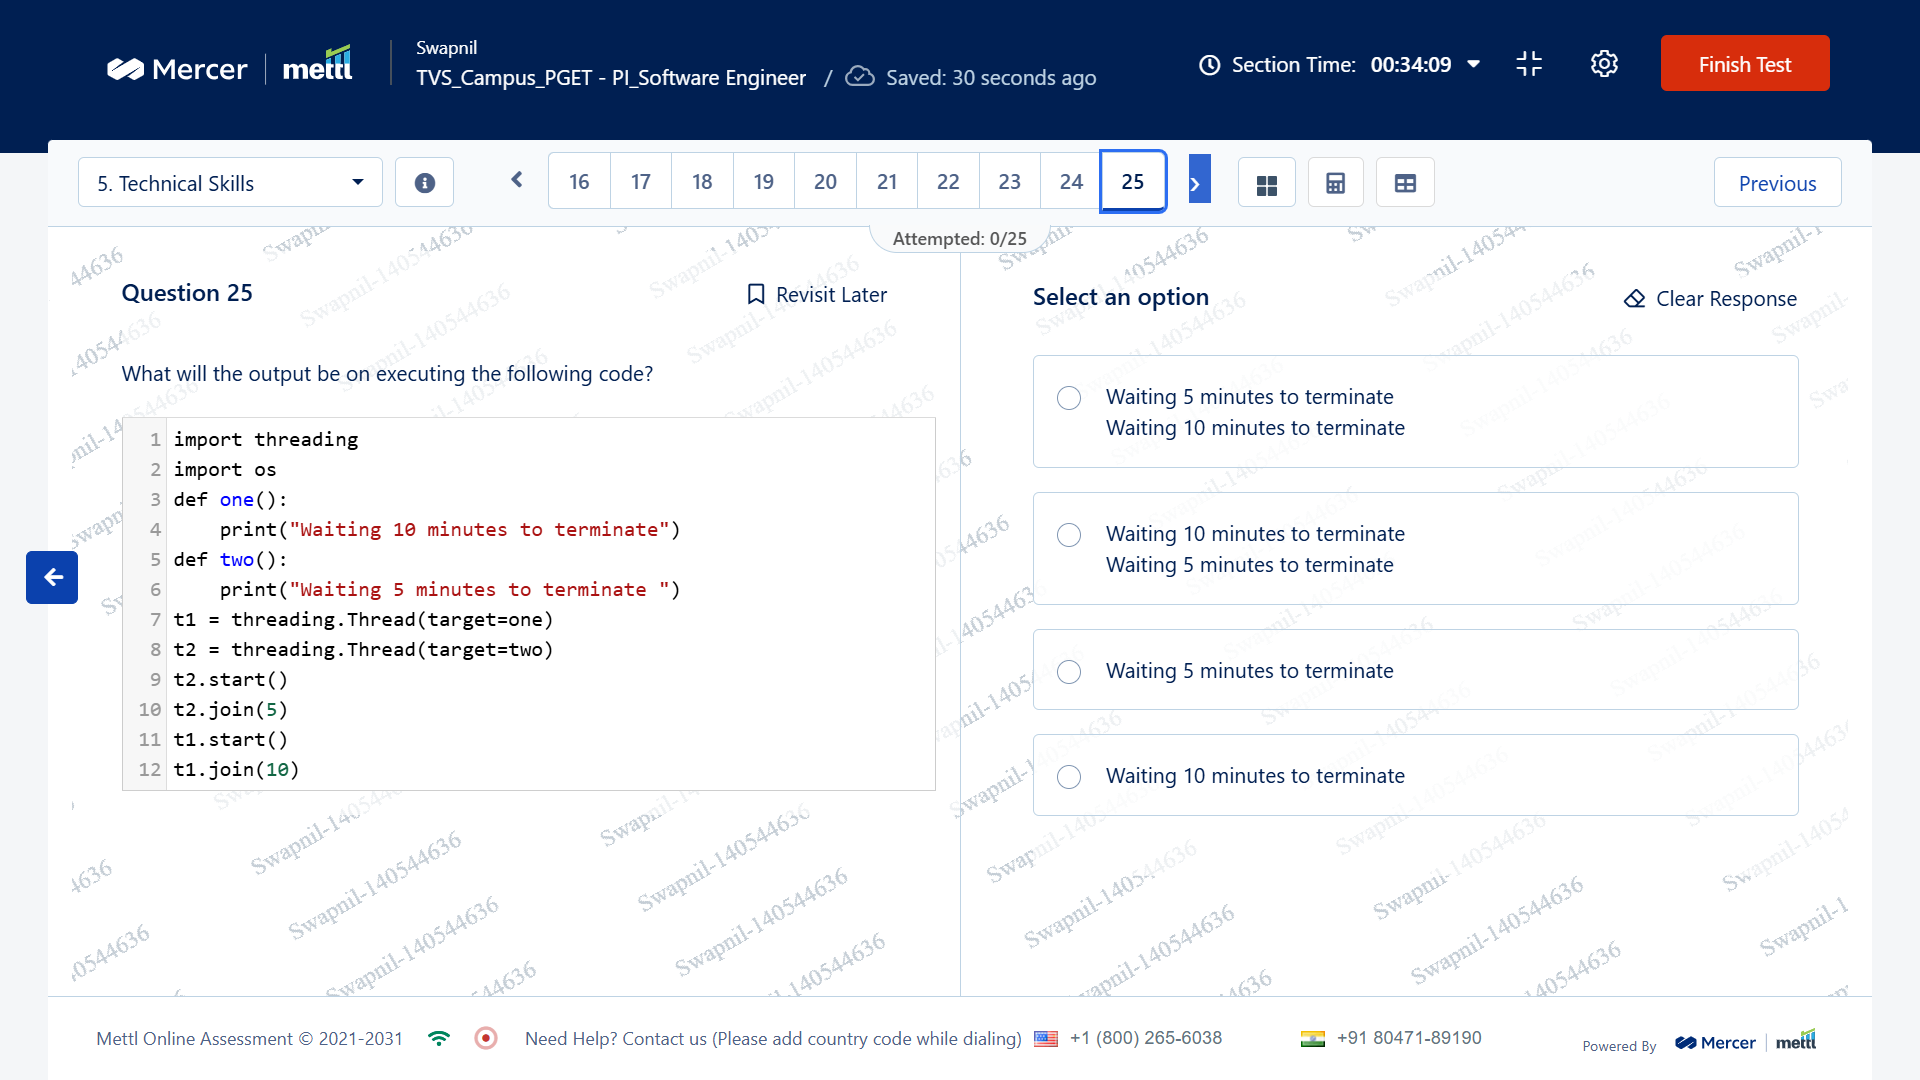 Mercer | mettl
Swapnil
TVS_Campus_PGET - PI_Software Engineer / Saved: 30 seconds ago
Section Time: 00:34:09
Finish Test
5. Technical Skills
16 17 18 19 20 21 22 23 24 25
Previous
Attempted: 0/25
Question 25
Revisit Later
What will the output be on executing the following code?
1 import threading
2 import os
3 def one():
4     print("Waiting 10 minutes to terminate")
5 def two():
6     print("Waiting 5 minutes to terminate ")
7 t1 = threading.Thread(target=one)
8 t2 = threading.Thread(target=two)
9 t2.start()
10 t2.join(5)
11 t1.start()
12 t1.join(10)
Select an option
Clear Response
Waiting 5 minutes to terminate
Waiting 10 minutes to terminate
Waiting 10 minutes to terminate
Waiting 5 minutes to terminate
Waiting 5 minutes to terminate
Waiting 10 minutes to terminate
Swapnil-140544636
Mettl Online Assessment © 2021-2031
Need Help? Contact us (Please add country code while dialing)
+1 (800) 265-6038
+91 80471-89190
Powered By
Mercer | mettl